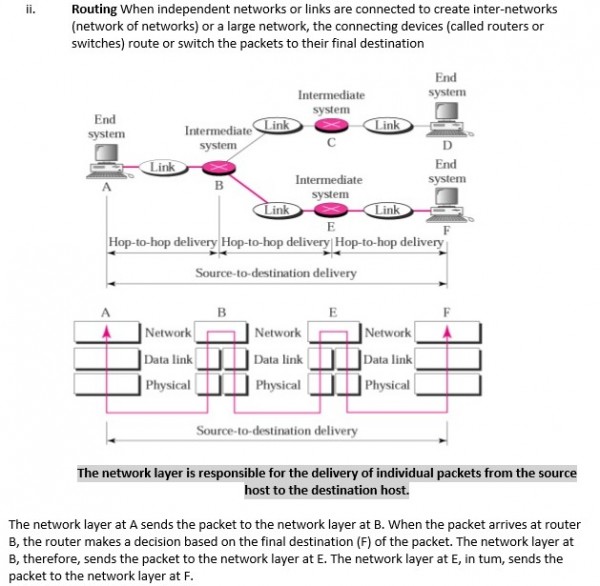 ii. Routing When independent networks or links are connected to create inter-networks
(network of networks) or a large network, the connecting devices (called routers or
switches) route or switch the packets to their final destination
End
system
Intermediate
system
End
system
Intermediate
system
Link
Link
Link
C
D
A
B
End
system
Intermediate
system
Link
Link
E
F
Hop-to-hop delivery Hop-to-hop delivery Hop-to-hop delivery
Source-to-destination delivery
A B E F
Network Network Network
Data link Data link Data link
Physical Physical Physical
Source-to-destination delivery
The network layer is responsible for the delivery of individual packets from the source
host to the destination host.
The network layer at A sends the packet to the network layer at B. When the packet arrives at router
B, the router makes a decision based on the final destination (F) of the packet. The network layer at
B, therefore, sends the packet to the network layer at E. The network layer at E, in tum, sends the
packet to the network layer at F.